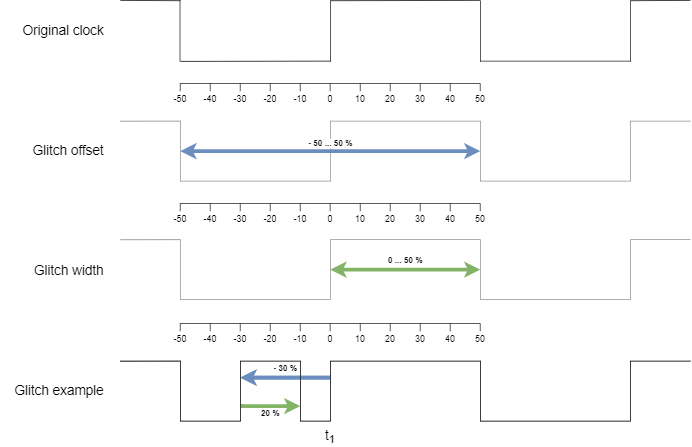 Original clock
-50 -40 -30 -20 -10 0 10 20 30 40 50
Glitch offset
- 50 ... 50 %
-50 -40 -30 -20 -10 0 10 20 30 40 50
Glitch width
0 ... 50 %
-50 -40 -30 -20 -10 0 10 20 30 40 50
- 30 %
Glitch example
20 %
t1